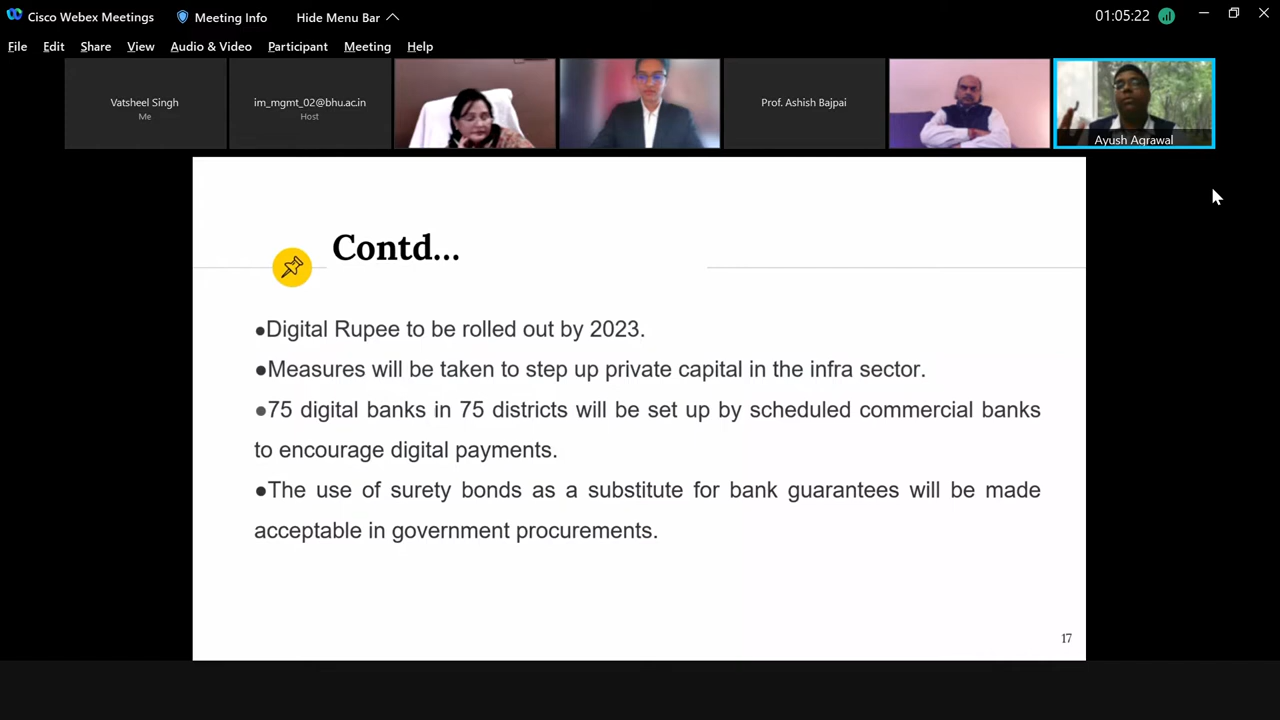 Cisco Webex Meetings
Meeting Info
Hide Menu Bar
01:05:22
File Edit Share View Audio & Video Participant Meeting Help
Vatsheel Singh
Me
im_mgmt_02@bhu.ac.in
Host
Prof. Ashish Bajpai
Ayush Agrawal
Contd...
●Digital Rupee to be rolled out by 2023.
●Measures will be taken to step up private capital in the infra sector.
●75 digital banks in 75 districts will be set up by scheduled commercial banks
to encourage digital payments.
●The use of surety bonds as a substitute for bank guarantees will be made
acceptable in government procurements.
17